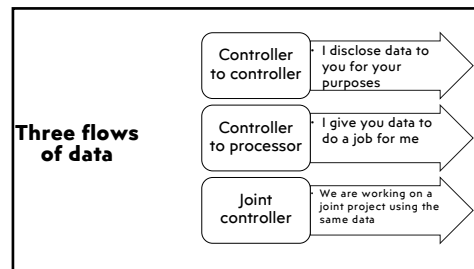 Three flows
of data
Controller
to controller
· I disclose data to
you for your
purposes
Controller
to processor
· I give you data to
do a job for me
Joint
controller
· We are working on a
joint project using the
same data